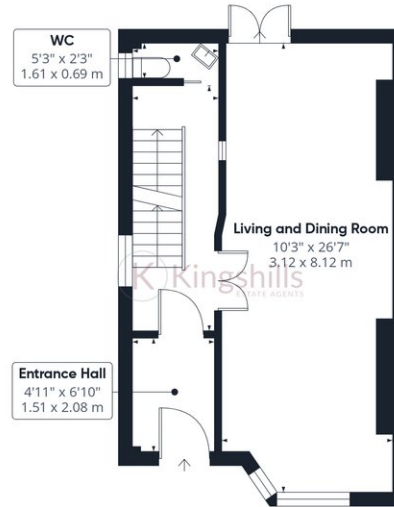 WC
5'3" x 2'3"
1.61 x 0.69 m
Living and Dining Room
10'3" x 26'7"
3.12 x 8.12 m
K Kingshills
ESTATE AGENTS
Entrance Hall
4'11" x 6'10"
1.51 x 2.08 m